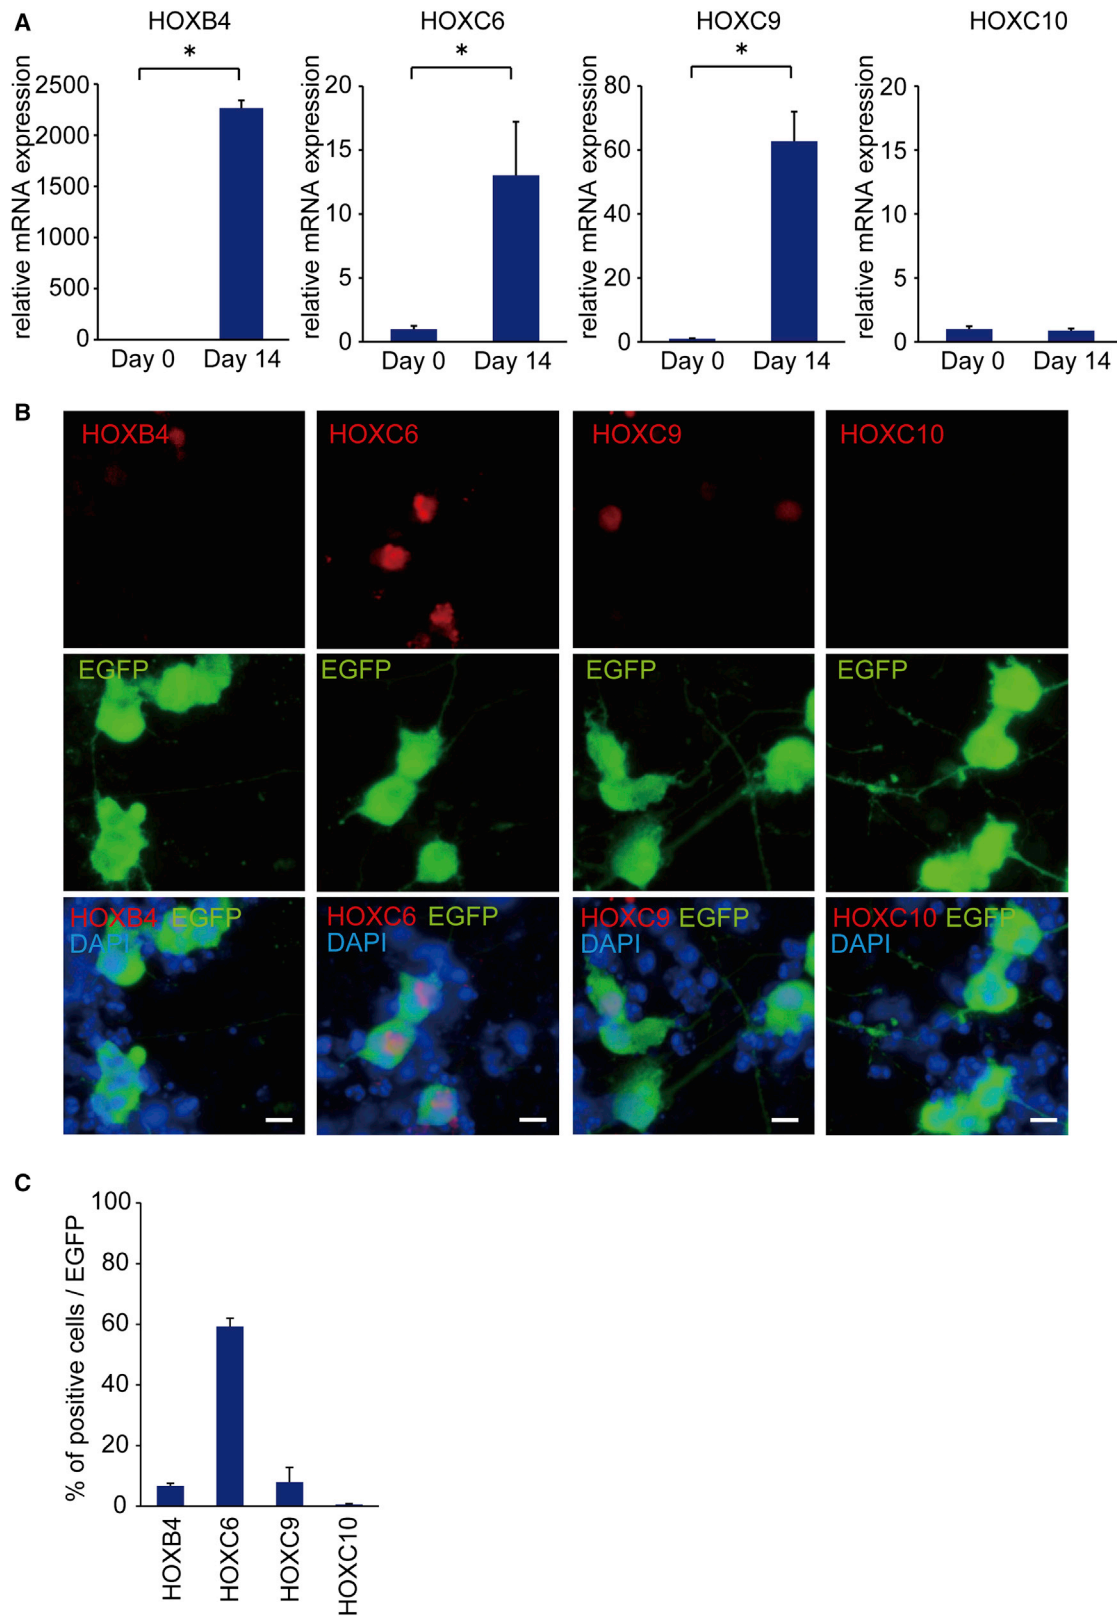 A
HOXB4
HOXC6
HOXC9
HOXC10
*
*
*
relative mRNA expression
2500
2000
1500
1000
500
0
Day 0 Day 14
relative mRNA expression
20
15
10
5
0
Day 0 Day 14
relative mRNA expression
80
60
40
20
0
Day 0 Day 14
relative mRNA expression
20
15
10
5
0
Day 0 Day 14
B
HOXB4
HOXC6
HOXC9
HOXC10
EGFP
EGFP
EGFP
EGFP
HOXB4 EGFP
DAPI
HOXC6 EGFP
DAPI
HOXC9 EGFP
DAPI
HOXC10 EGFP
DAPI
C
% of positive cells / EGFP
100
80
60
40
20
0
HOXB4
HOXC6
HOXC9
HOXC10